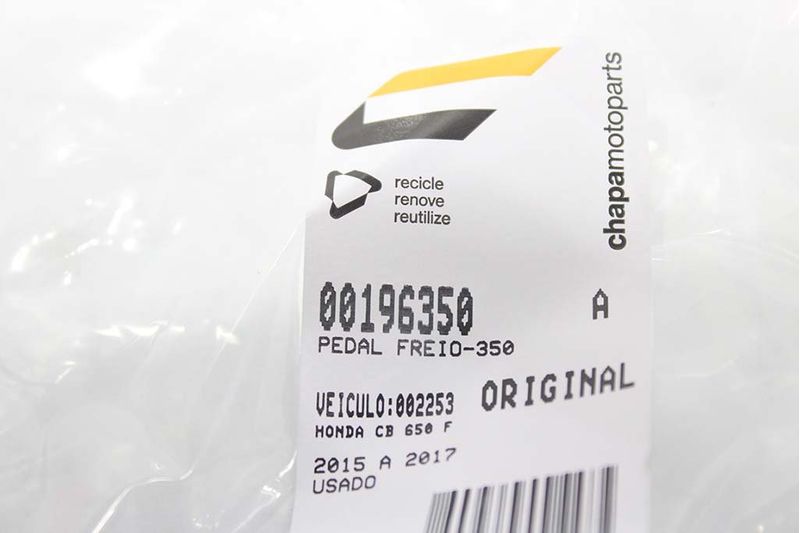 chapamotoparts
recicle
renove
reutilize
00196350 A
PEDAL FREIO-350
VEICULO:002253 ORIGINAL
HONDA CB 650 F
2015 A 2017
USADO